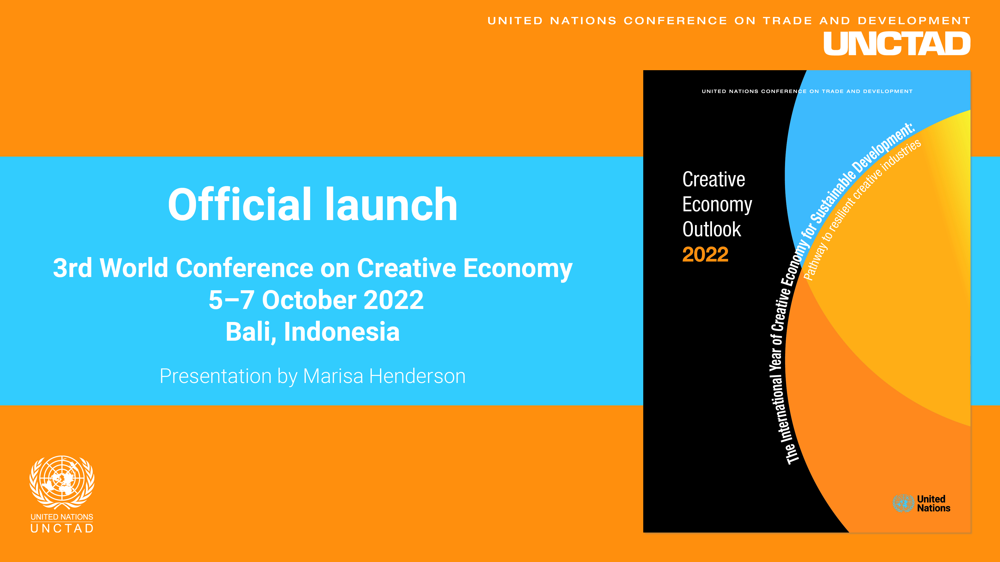 UNITED NATIONS CONFERENCE ON TRADE AND DEVELOPMENT
UNCTAD
Official launch
3rd World Conference on Creative Economy
5–7 October 2022
Bali, Indonesia
Presentation by Marisa Henderson
UNITED NATIONS
UNCTAD
UNITED NATIONS CONFERENCE ON TRADE AND DEVELOPMENT
Creative
Economy
Outlook
2022
The International Year of Creative Economy for Sustainable Development:
Pathway to resilient creative industries
United
Nations